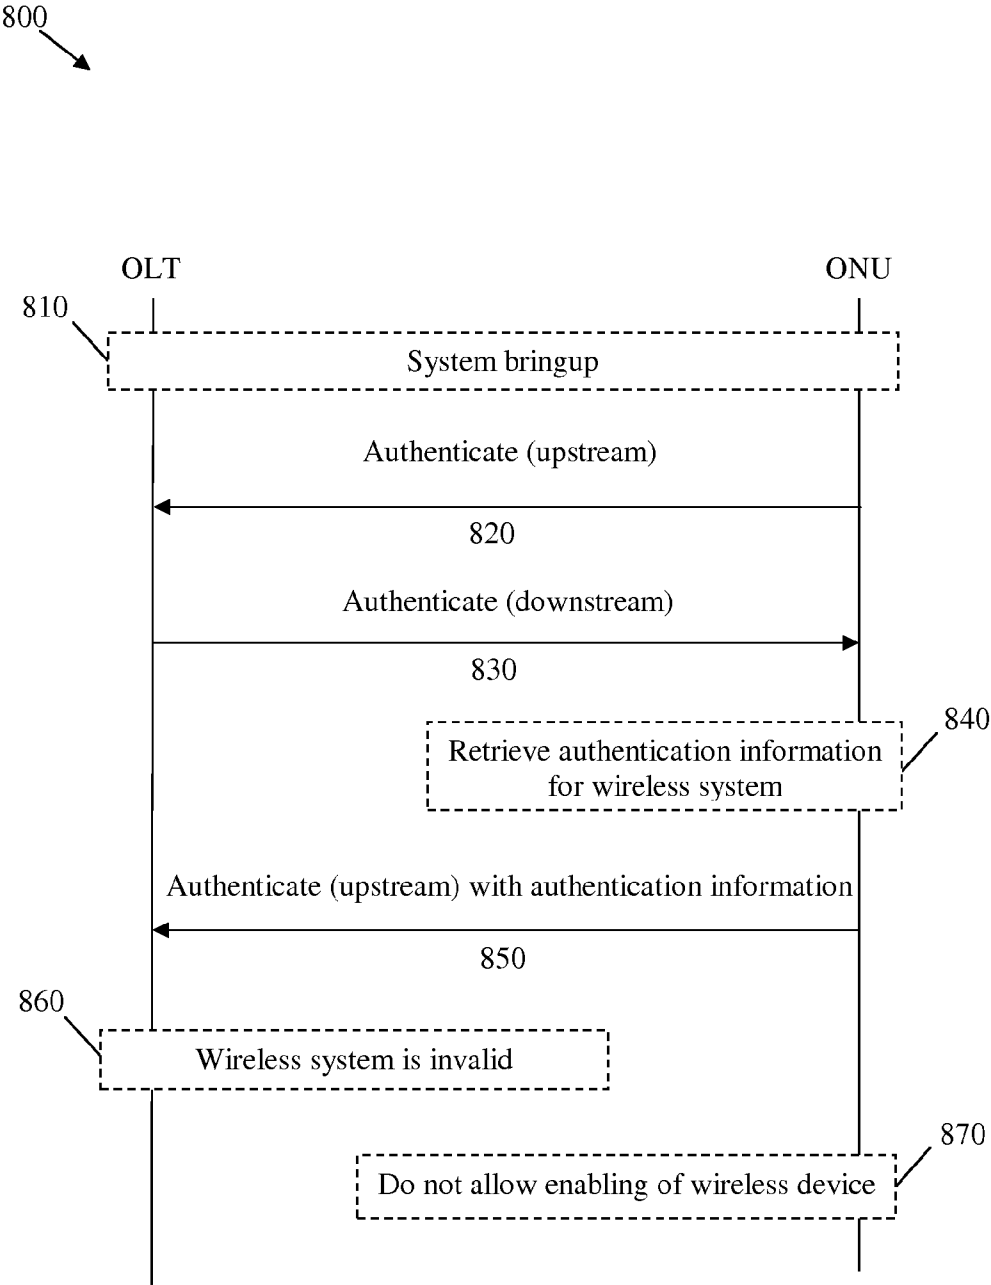 800
OLT
ONU
810
System bringup
Authenticate (upstream)
820
Authenticate (downstream)
830
840
Retrieve authentication information
for wireless system
Authenticate (upstream) with authentication information
850
860
Wireless system is invalid
870
Do not allow enabling of wireless device